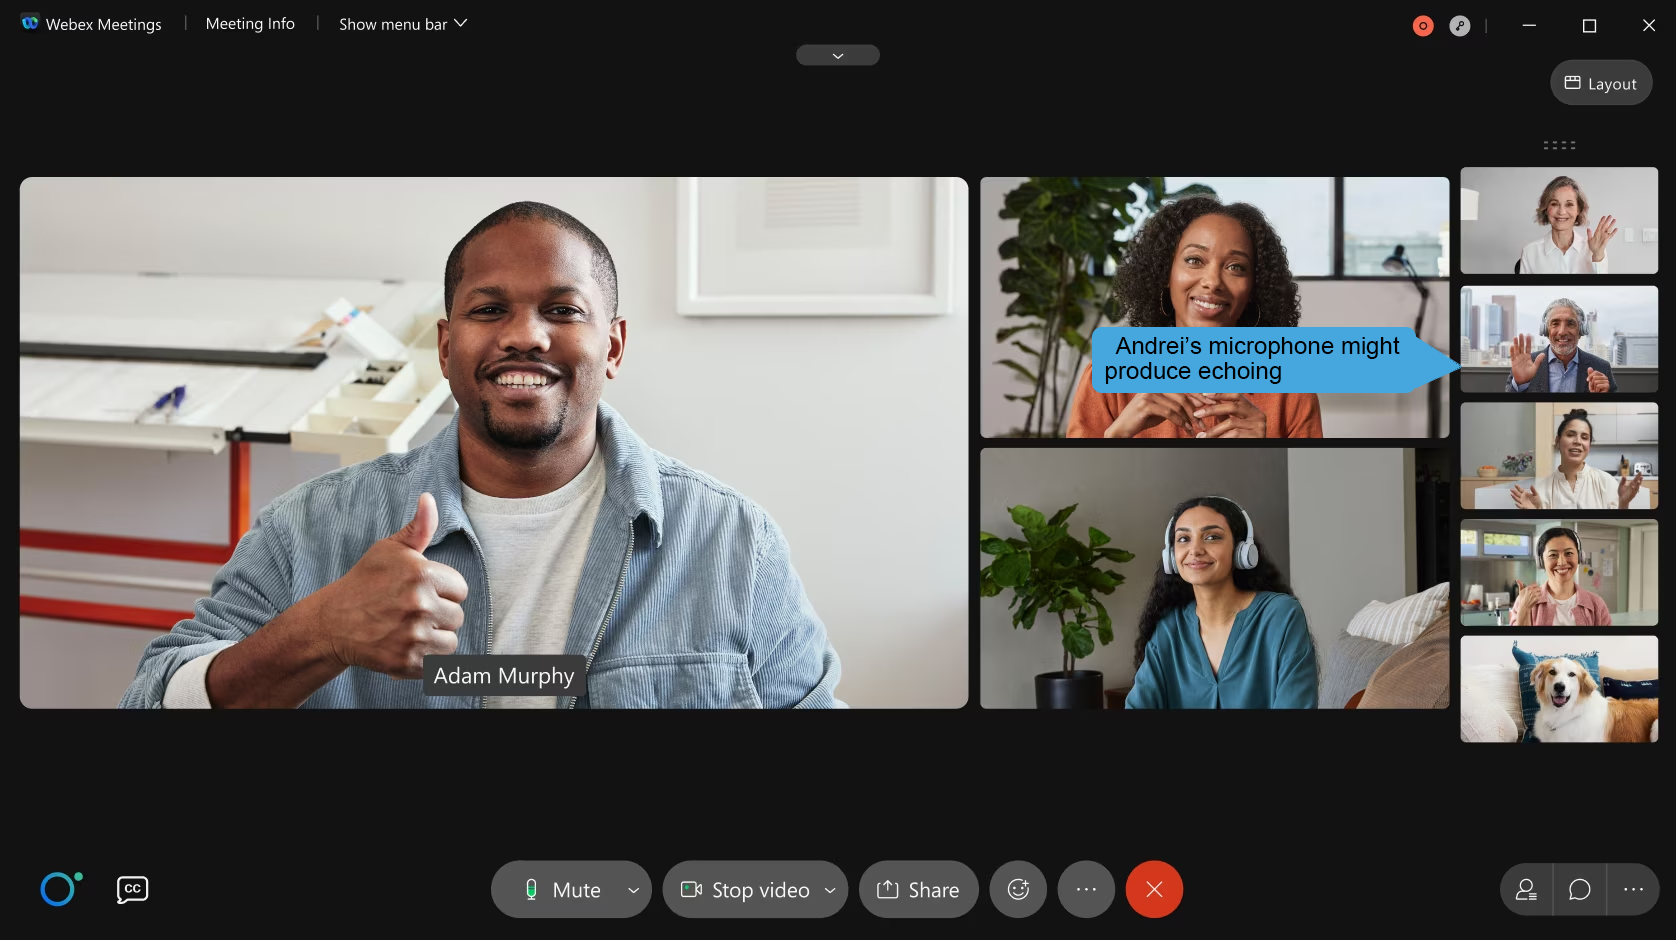 Webex Meetings
Meeting Info
Show menu bar
Layout
Andrei’s microphone might
produce echoing
Adam Murphy
CC
Mute
Stop video
Share